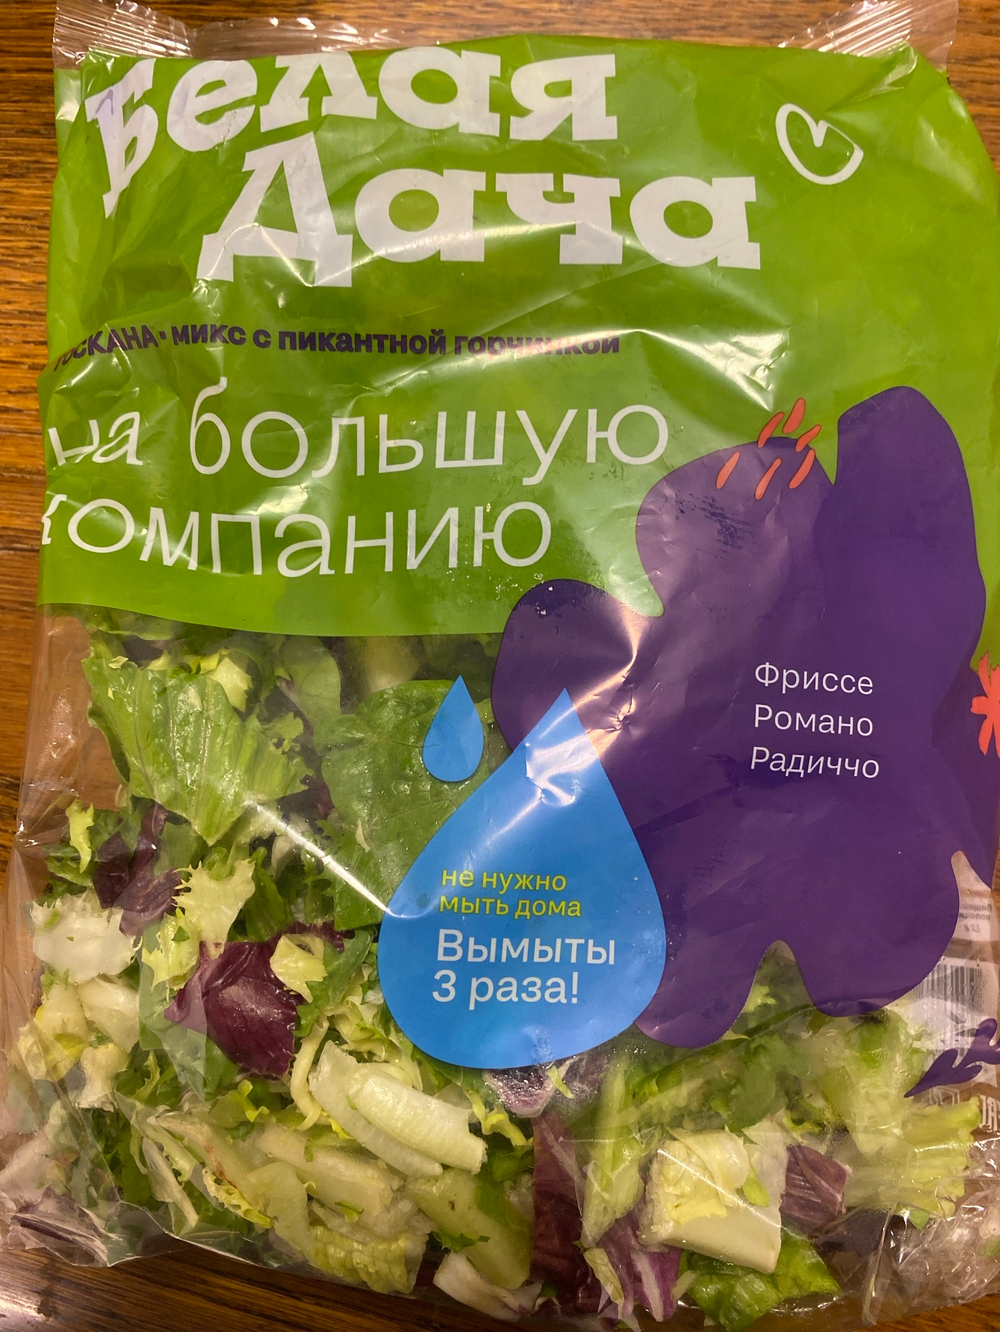 Белая
Дача
ТОСКАНА • микс с пикантной горчинкой
на большую
компанию
Фриссе
Романо
Радиччо
не нужно
мыть дома
Вымыты
3 раза!